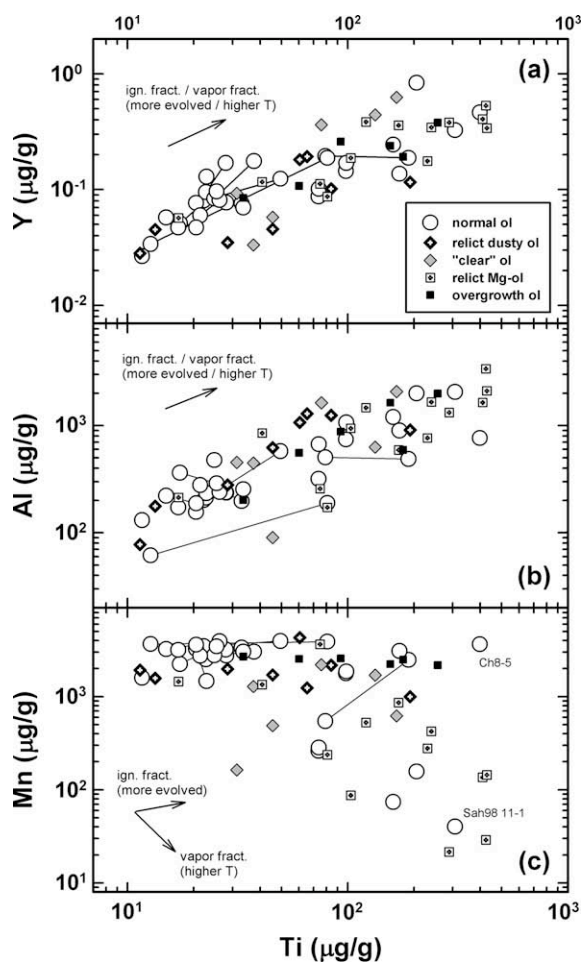 10¹ 10² 10³
(a)
ign. fract. / vapor fract.
(more evolved / higher T)
10⁰
10⁻¹
10⁻²
Y (µg/g)
normal ol
relict dusty ol
"clear" ol
relict Mg-ol
overgrowth ol
ign. fract. / vapor fract.
(more evolved / higher T)
10³
10²
Al (µg/g)
(b)
10³
10²
10¹
Mn (µg/g)
Ch8-5
ign. fract.
(more evolved)
vapor fract.
(higher T)
Sah98 11-1
(c)
10¹ 10² 10³
Ti (µg/g)